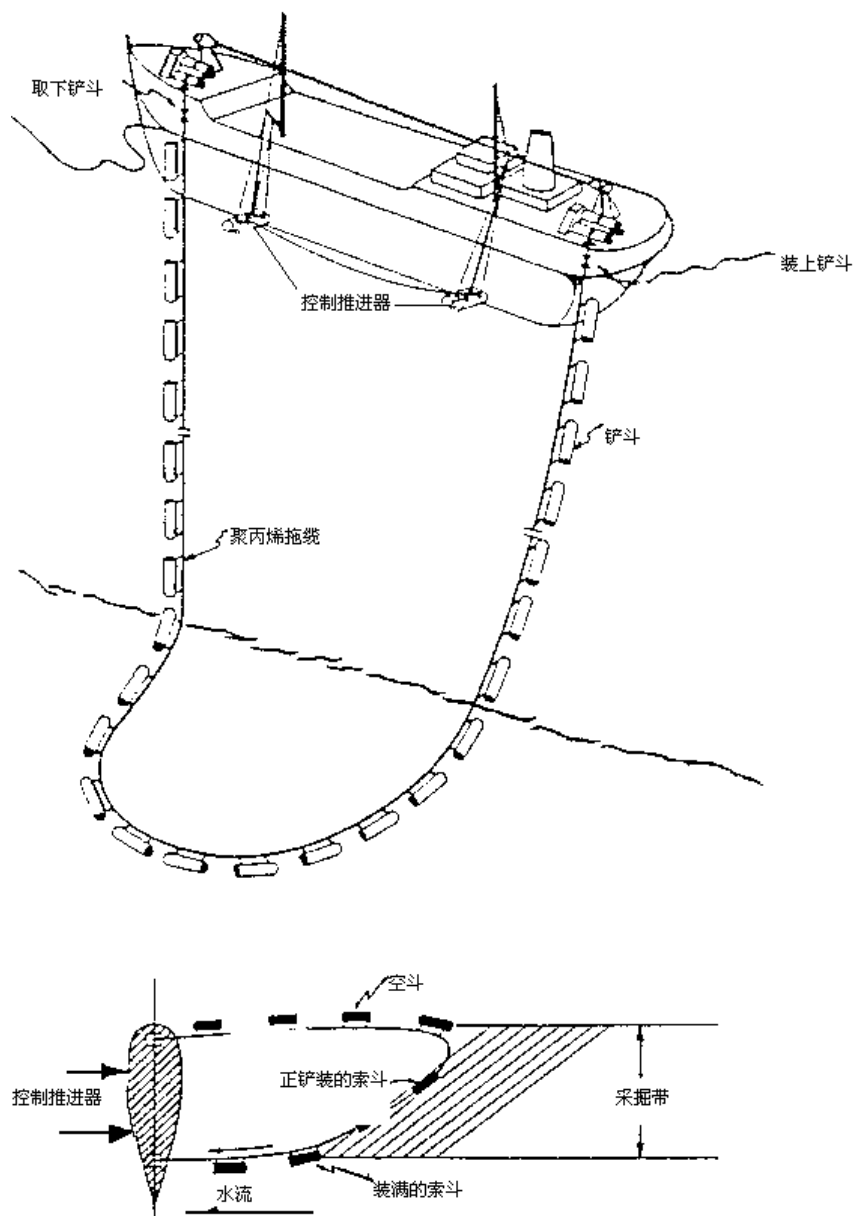 取下铲斗
装上铲斗
控制推进器
铲斗
聚丙烯拖缆
空斗
正铲装的索斗
控制推进器
采掘带
装满的索斗
水流